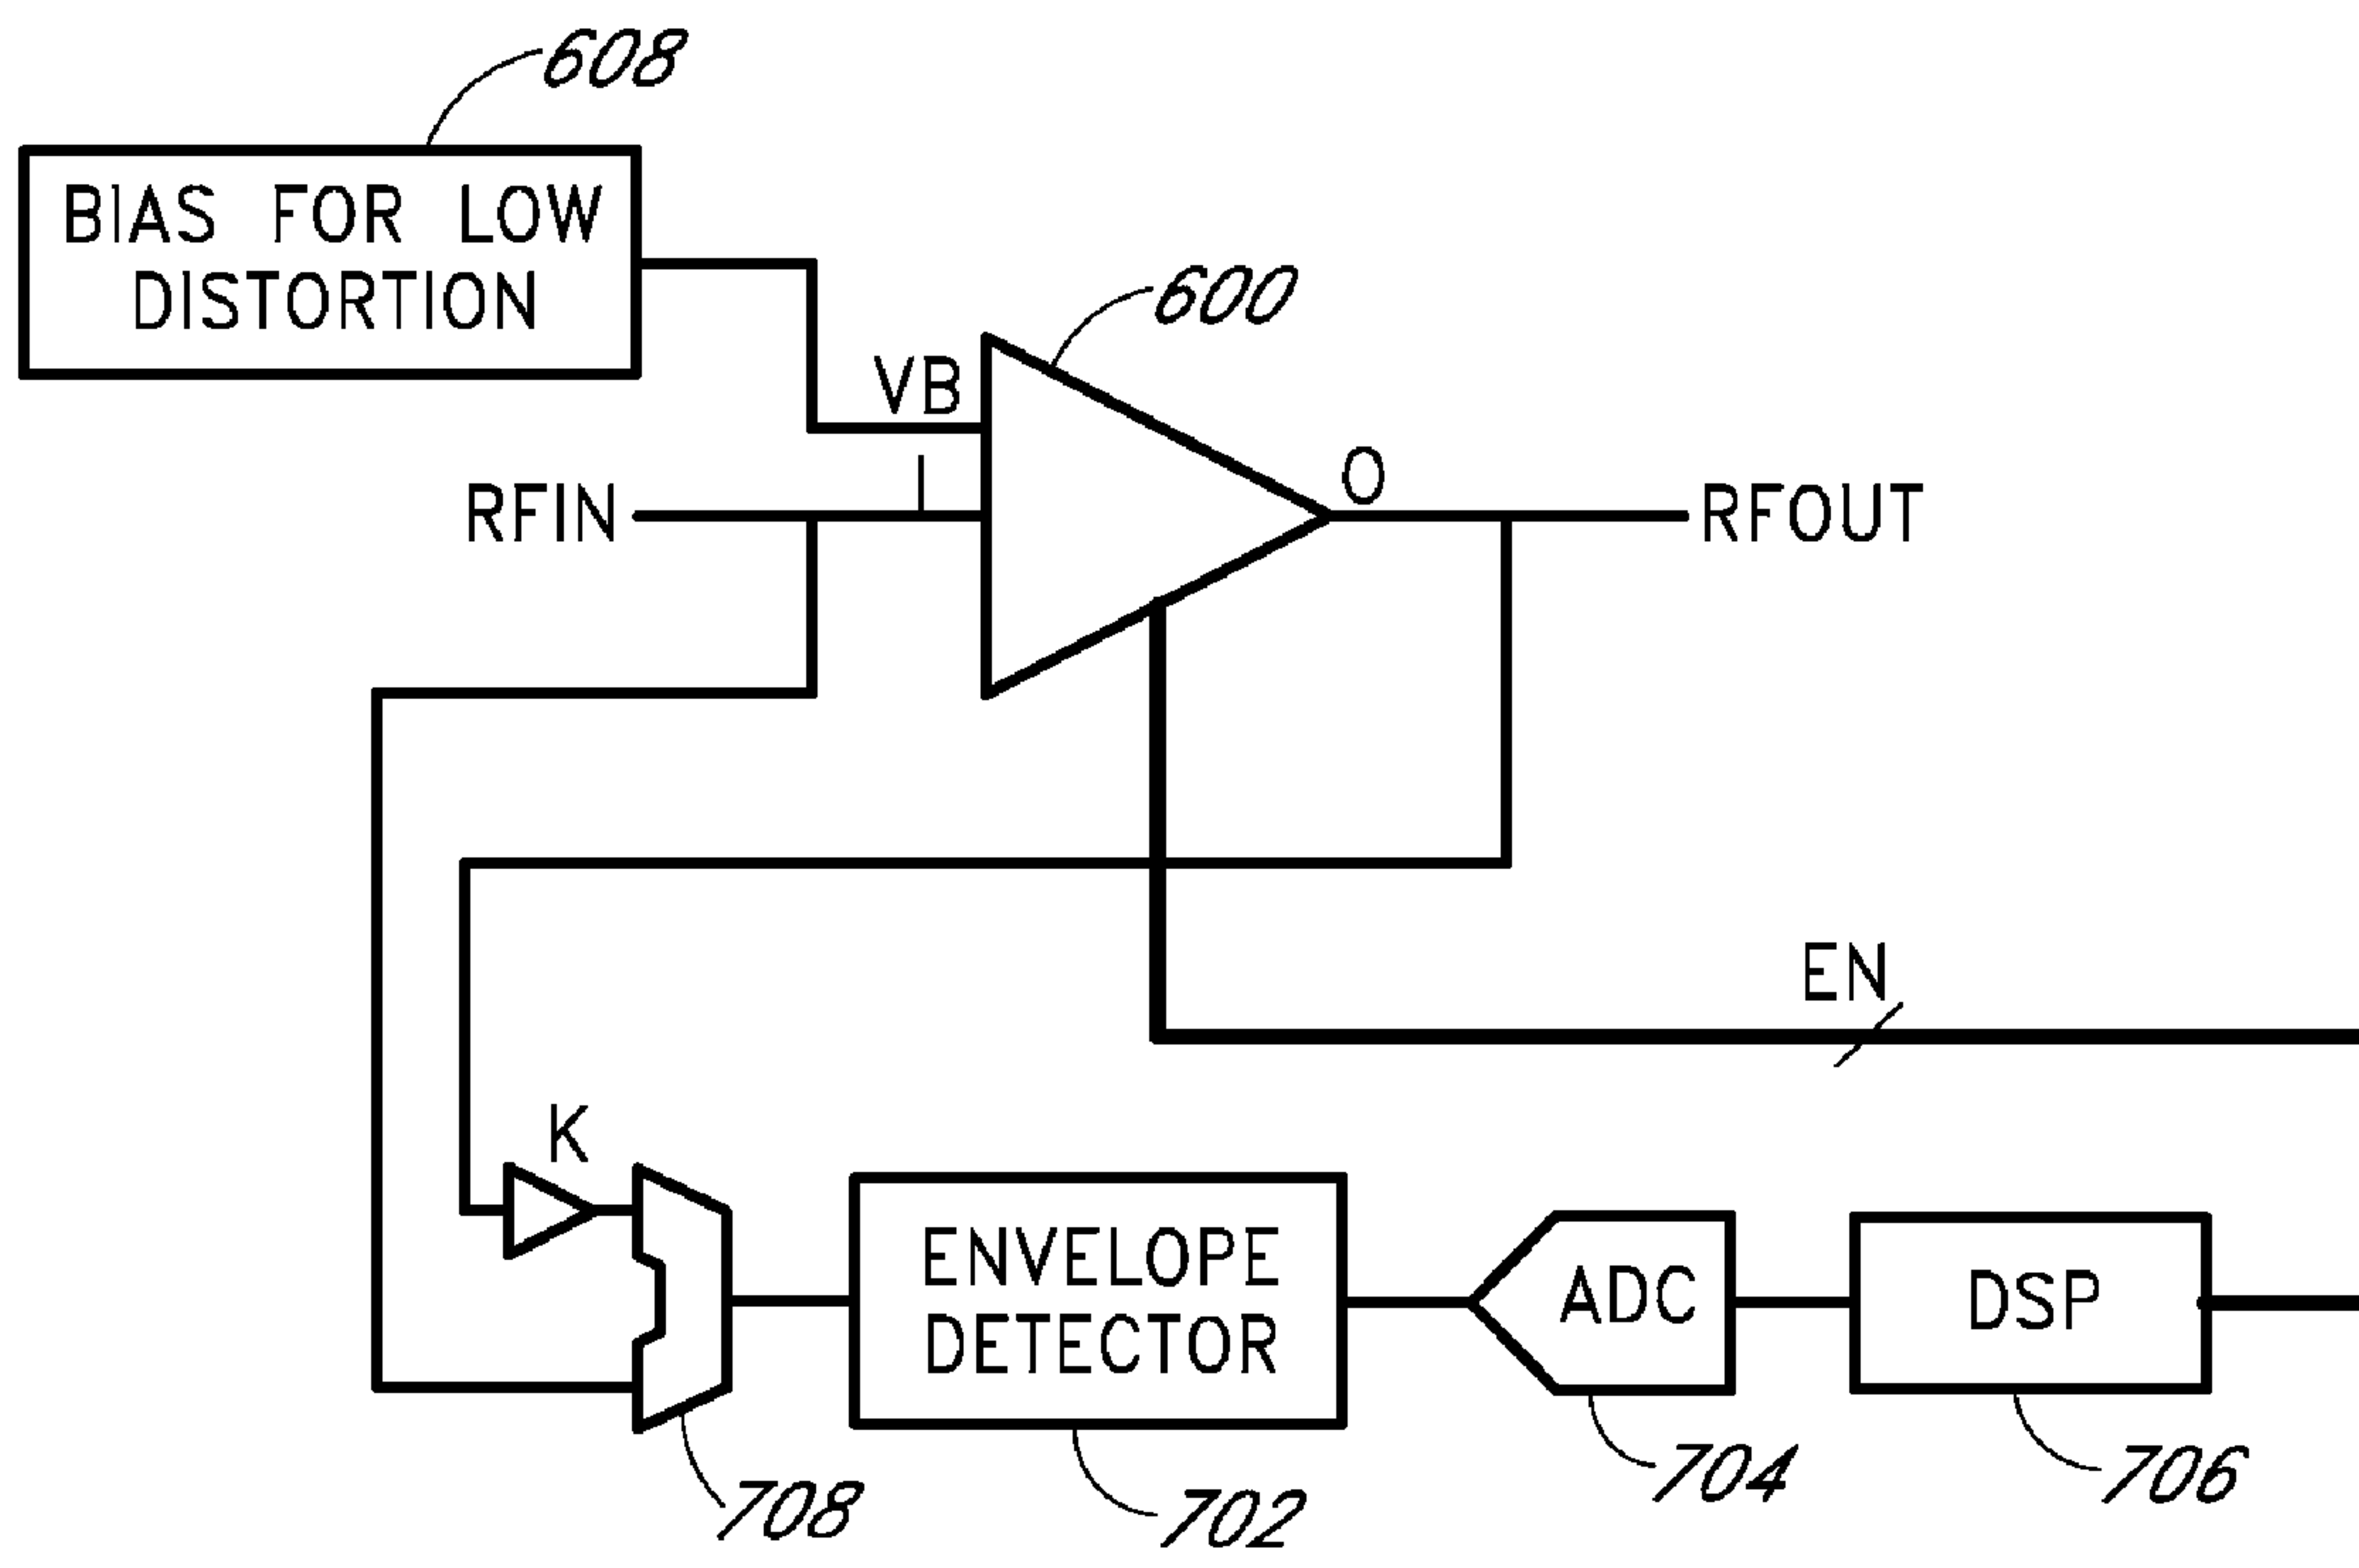 608
BIAS FOR LOW
DISTORTION
600
VB
I
O
RFIN
RFOUT
EN
K
ENVELOPE
DETECTOR
ADC
DSP
708
702
704
706